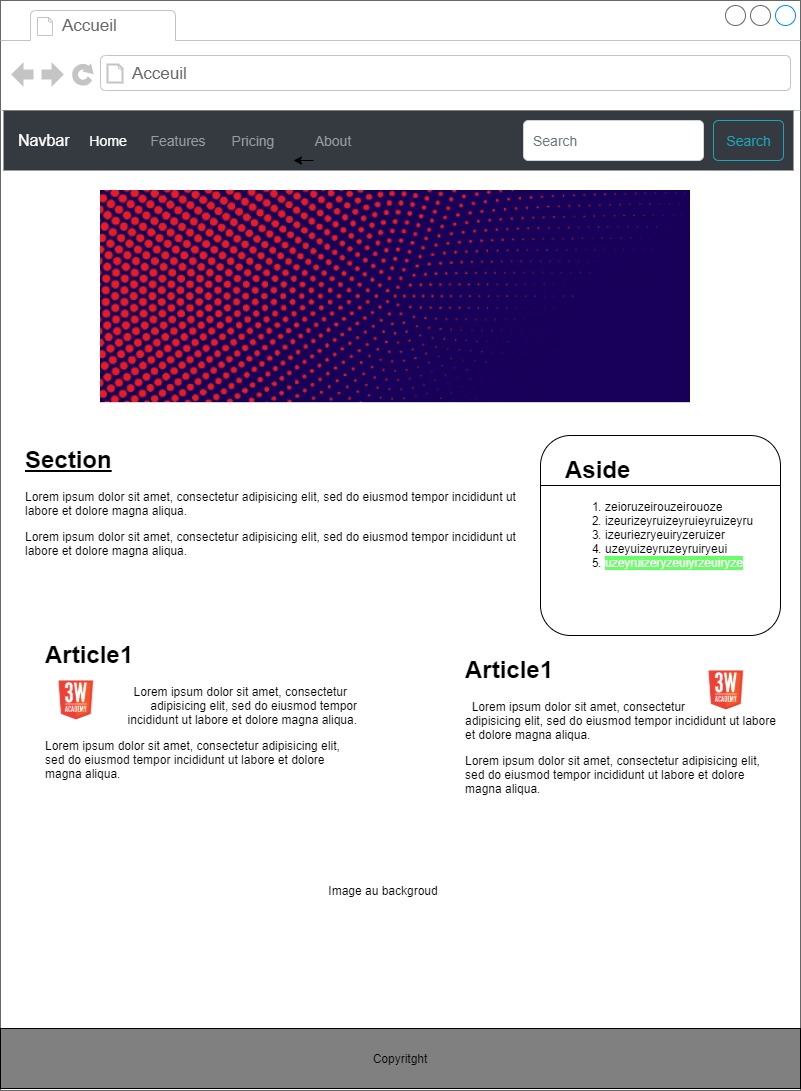 Accueil
Acceuil
Navbar Home Features Pricing About Search Search
Section
Lorem ipsum dolor sit amet, consectetur adipisicing elit, sed do eiusmod tempor incididunt ut
labore et dolore magna aliqua.
Lorem ipsum dolor sit amet, consectetur adipisicing elit, sed do eiusmod tempor incididunt ut
labore et dolore magna aliqua.
Aside
1. zeioruzeirouzeirouoze
2. izeurizeyruizeyruieyruizeyru
3. izeuriezryeuiryzeruizer
4. uzeyuizeyruzeyruiryeui
5. uzeyruizeryzeuiyrzeuiryze
Article1
3W
ACADEMY
Lorem ipsum dolor sit amet, consectetur
adipisicing elit, sed do eiusmod tempor
incididunt ut labore et dolore magna aliqua.
Lorem ipsum dolor sit amet, consectetur adipisicing elit,
sed do eiusmod tempor incididunt ut labore et dolore
magna aliqua.
Article1
3W
ACADEMY
Lorem ipsum dolor sit amet, consectetur
adipisicing elit, sed do eiusmod tempor incididunt ut labore
et dolore magna aliqua.
Lorem ipsum dolor sit amet, consectetur adipisicing elit,
sed do eiusmod tempor incididunt ut labore et dolore
magna aliqua.
Image au backgroud
Copyritght